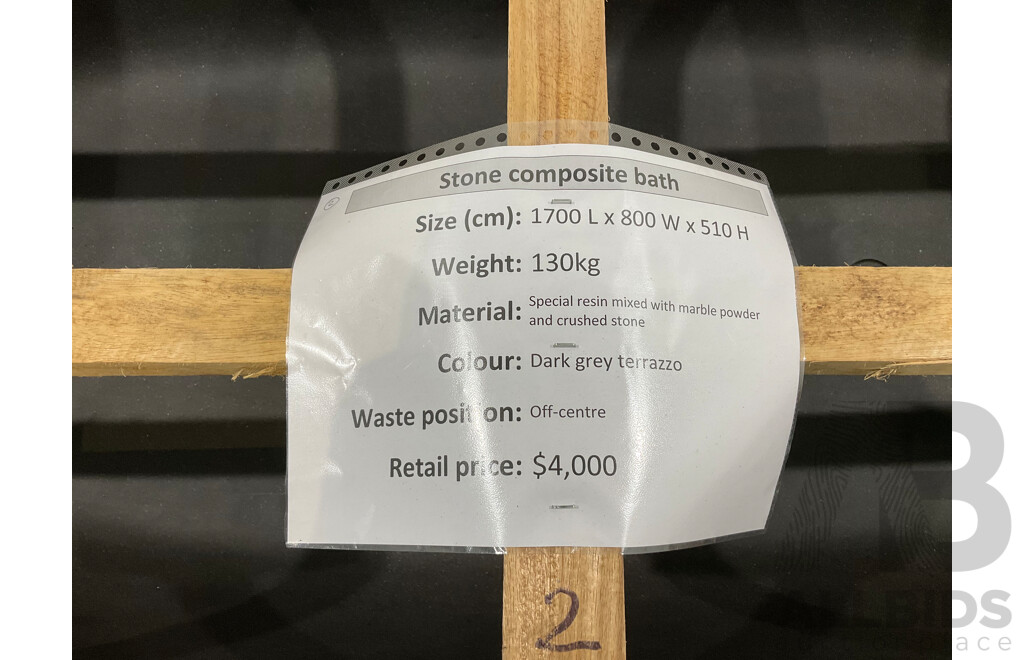 Stone composite bath
Size (cm): 1700 L x 800 W x 510 H
Weight: 130kg
Material: Special resin mixed with marble powder
and crushed stone
Colour: Dark grey terrazzo
Waste position: Off-centre
Retail price: $4,000
2